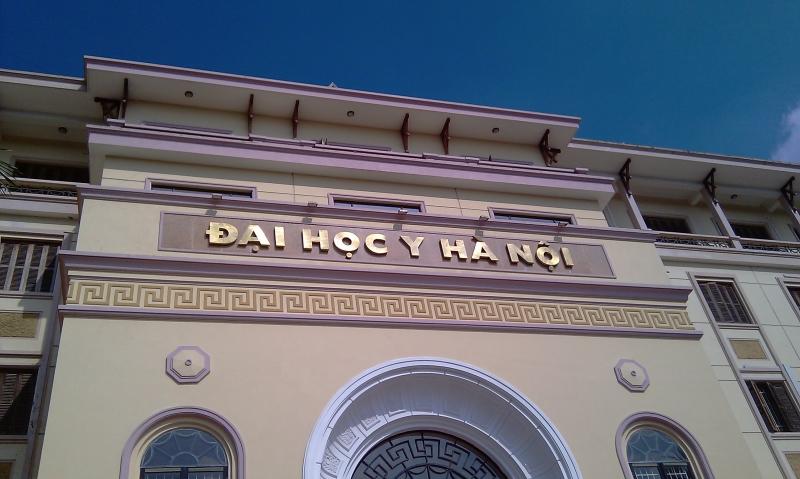 ĐẠI HỌC Y HÀ NỘI